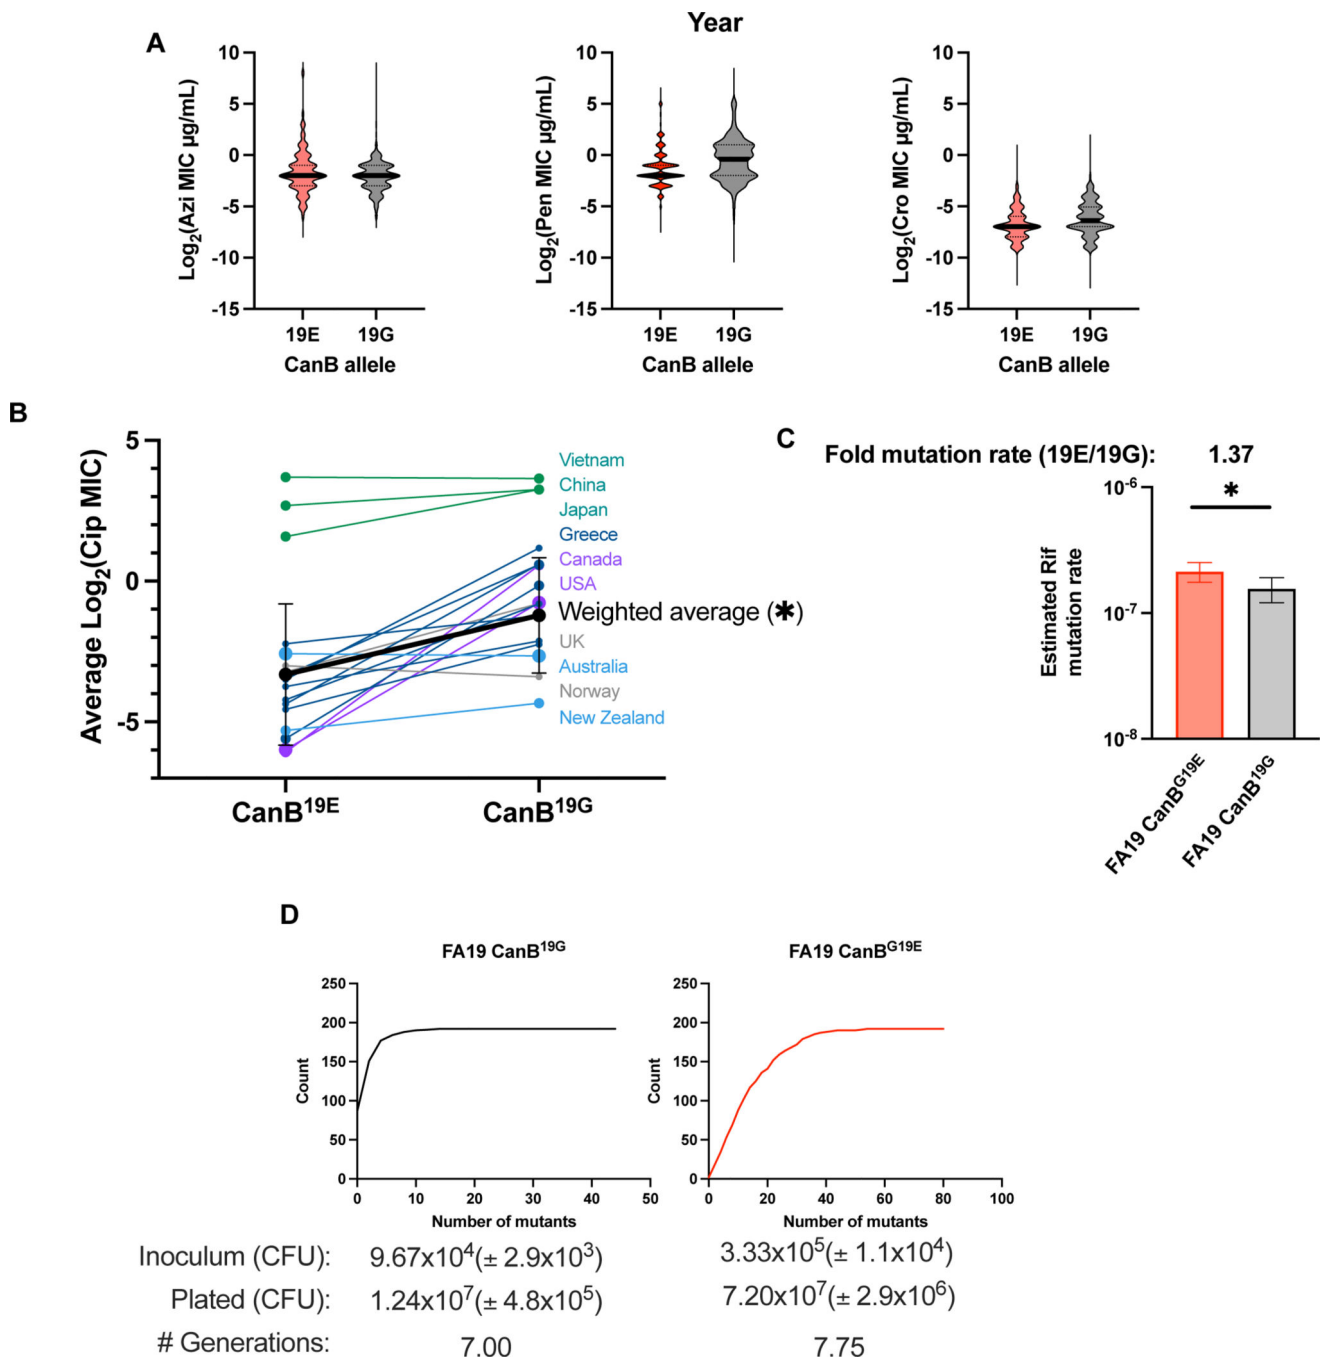 Year
A
Log2(Azi MIC µg/mL)
10
5
0
-5
-10
-15
19E 19G
CanB allele
Log2(Pen MIC µg/mL)
10
5
0
-5
-10
-15
19E 19G
CanB allele
Log2(Cro MIC µg/mL)
10
5
0
-5
-10
-15
19E 19G
CanB allele
B
Average Log2(Cip MIC)
5
0
-5
CanB19E CanB19G
Vietnam
China
Japan
Greece
Canada
USA
Weighted average (✱)
UK
Australia
Norway
New Zealand
C
Fold mutation rate (19E/19G): 1.37
✱
Estimated Rif
mutation rate
10-6
10-7
10-8
FA19 CanBG19E
FA19 CanB19G
D
FA19 CanB19G
Count
250
200
150
100
50
0
0 10 20 30 40 50
Number of mutants
FA19 CanBG19E
Count
250
200
150
100
50
0
0 20 40 60 80 100
Number of mutants
Inoculum (CFU): 9.67x104(± 2.9x103) 3.33x105(± 1.1x104)
Plated (CFU): 1.24x107(± 4.8x105) 7.20x107(± 2.9x106)
# Generations: 7.00 7.75